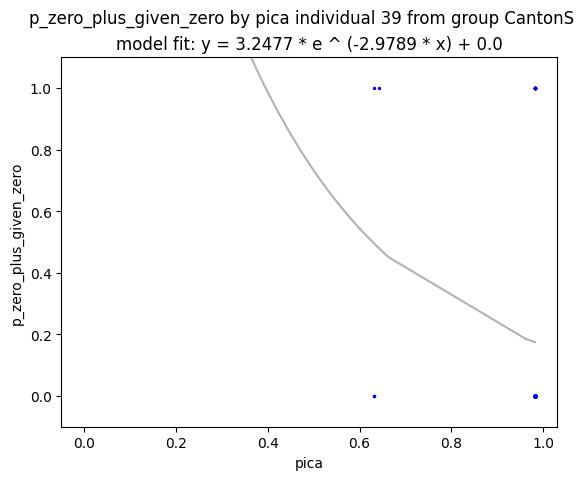 p_zero_plus_given_zero by pica individual 39 from group CantonS
model fit: y = 3.2477 * e ^ (-2.9789 * x) + 0.0
p_zero_plus_given_zero
1.0
0.8
0.6
0.4
0.2
0.0
0.0 0.2 0.4 0.6 0.8 1.0
pica